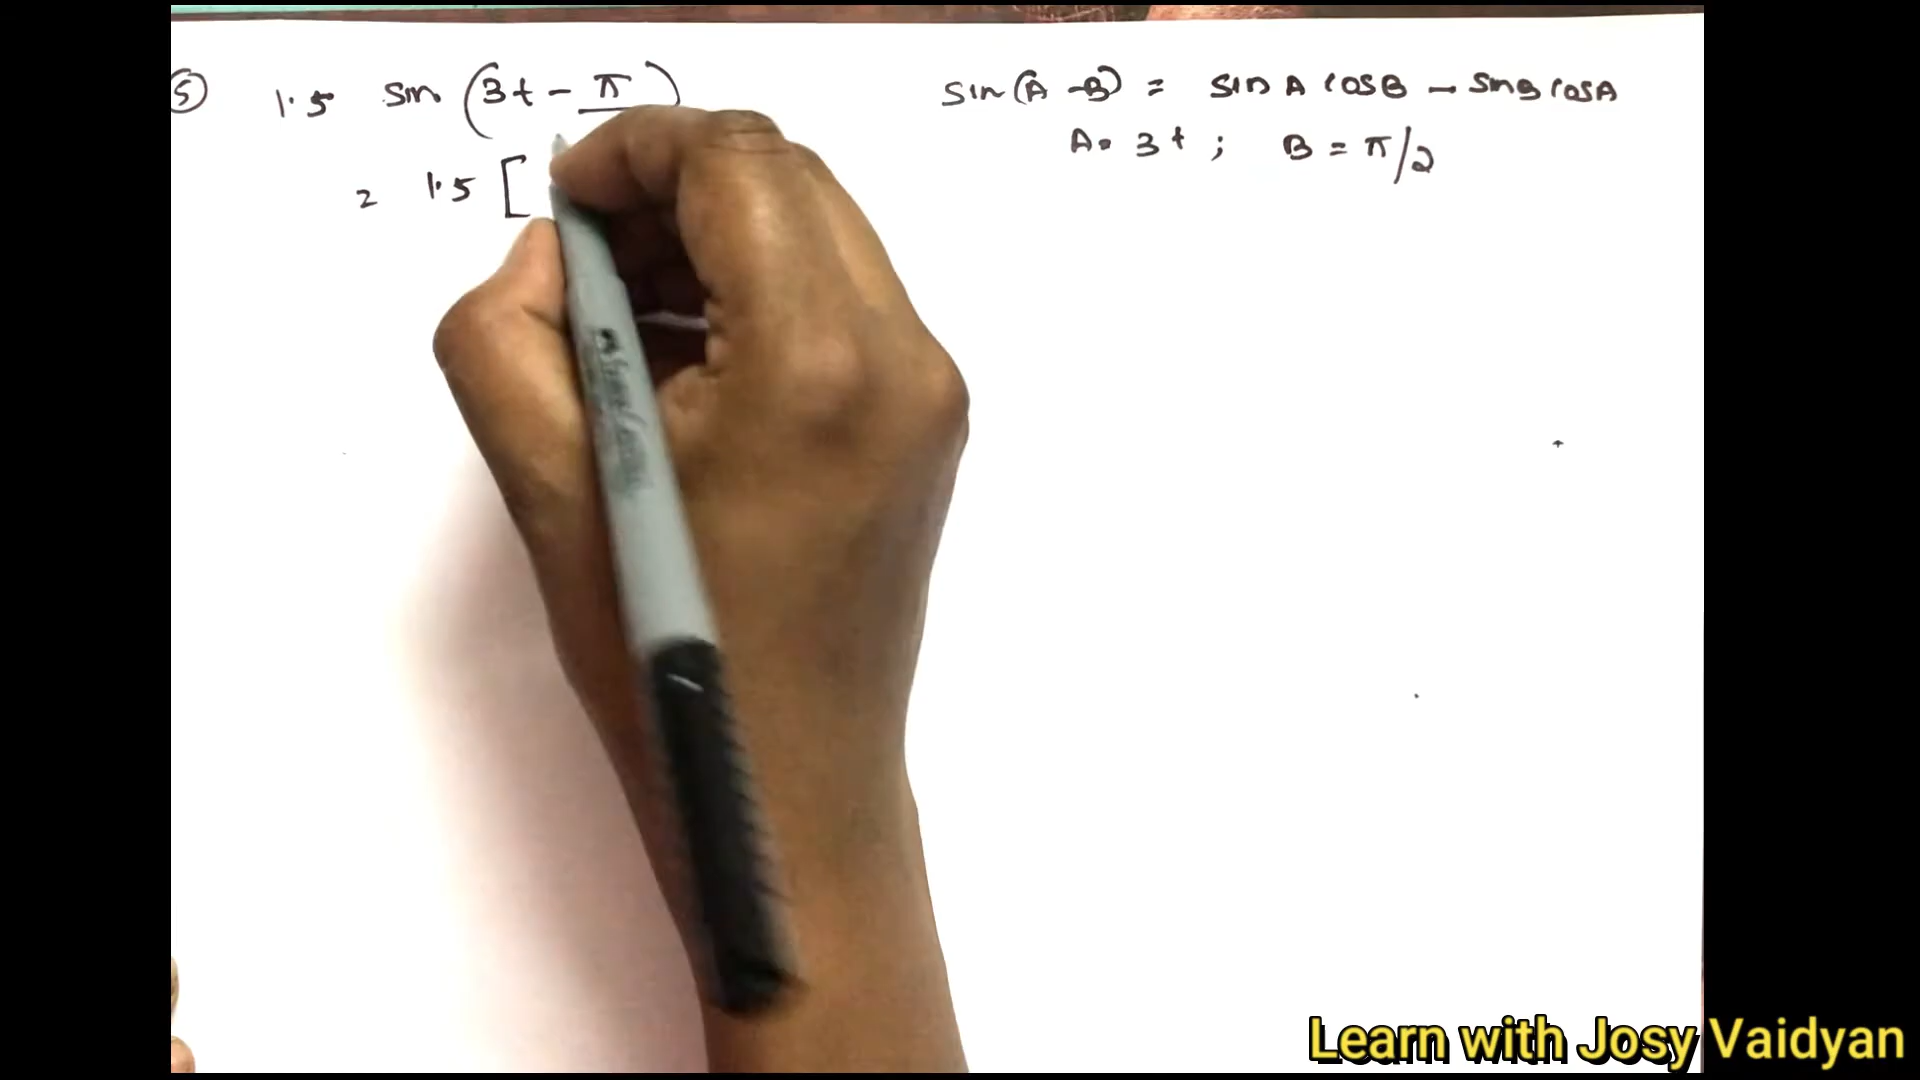 5 1.5 sin (3t - π)
sin(A - B) = sin A cos B - sin B cos A
A = 3t ; B = π/2
= 1.5 [
Learn with Josy Vaidyan